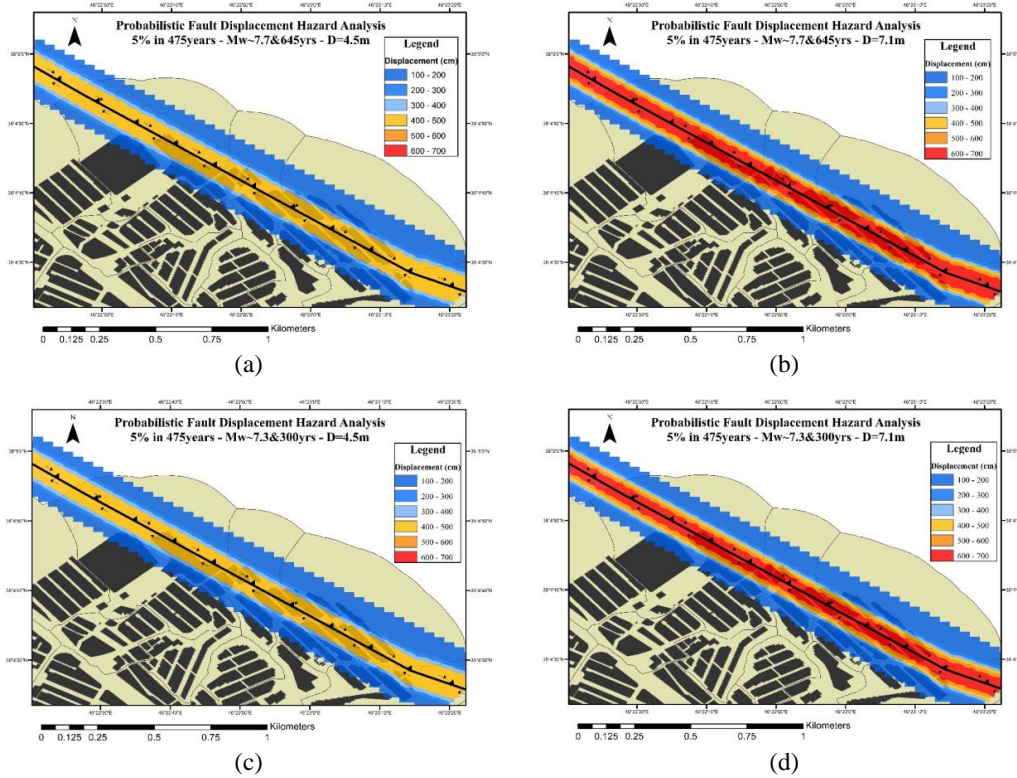 Probabilistic Fault Displacement Hazard Analysis
5% in 475years - Mw~7.7&645yrs - D=4.5m
N
Legend
Displacement (cm)
100 - 200
200 - 300
300 - 400
400 - 500
500 - 600
600 - 700
Kilometers
0 0.125 0.25 0.5 0.75 1
(a)
Probabilistic Fault Displacement Hazard Analysis
5% in 475years - Mw~7.7&645yrs - D=7.1m
N
Legend
Displacement (cm)
100 - 200
200 - 300
300 - 400
400 - 500
500 - 600
600 - 700
Kilometers
0 0.125 0.25 0.5 0.75 1
(b)
Probabilistic Fault Displacement Hazard Analysis
5% in 475years - Mw~7.3&300yrs - D=4.5m
N
Legend
Displacement (cm)
100 - 200
200 - 300
300 - 400
400 - 500
500 - 600
600 - 700
Kilometers
0 0.125 0.25 0.5 0.75 1
(c)
Probabilistic Fault Displacement Hazard Analysis
5% in 475years - Mw~7.3&300yrs - D=7.1m
N
Legend
Displacement (cm)
100 - 200
200 - 300
300 - 400
400 - 500
500 - 600
600 - 700
Kilometers
0 0.125 0.25 0.5 0.75 1
(d)